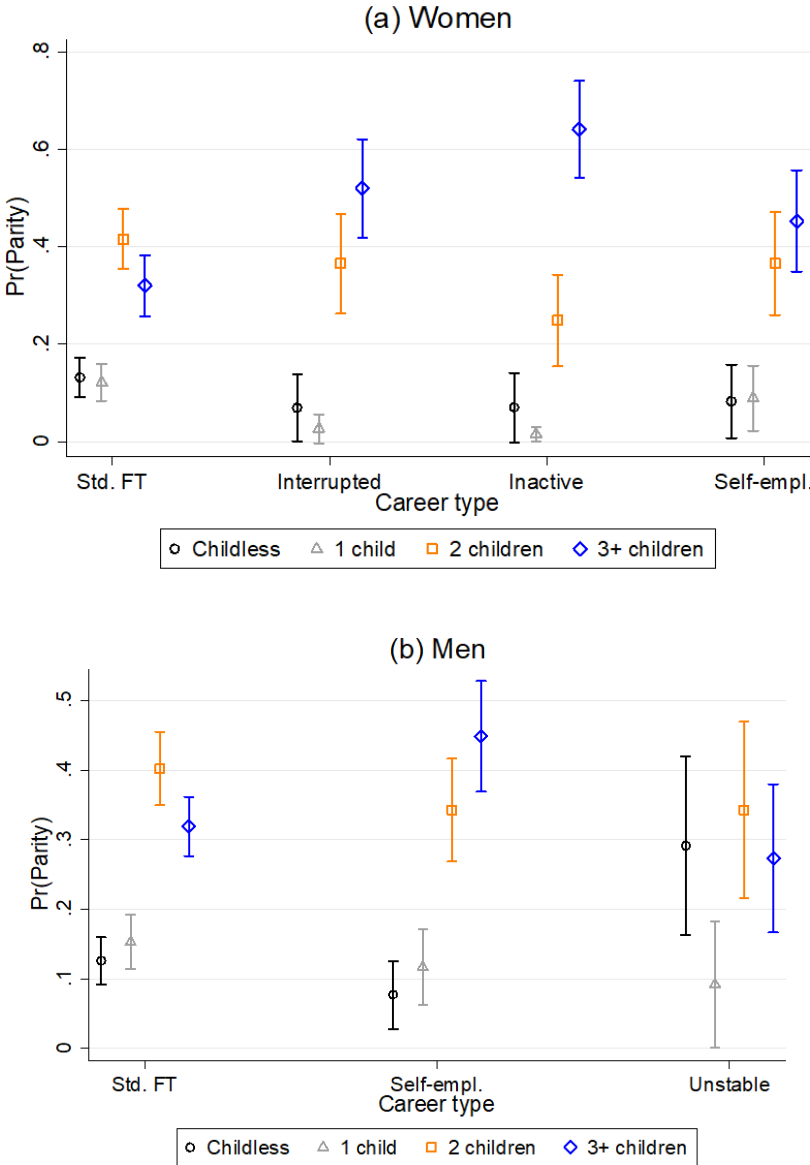 (a) Women
Pr(Parity)
.8
.6
.4
.2
0
Std. FT Interrupted Inactive Self-empl.
Career type
Childless 1 child 2 children 3+ children
(b) Men
Pr(Parity)
.5
.4
.3
.2
.1
0
Std. FT Self-empl. Unstable
Career type
Childless 1 child 2 children 3+ children